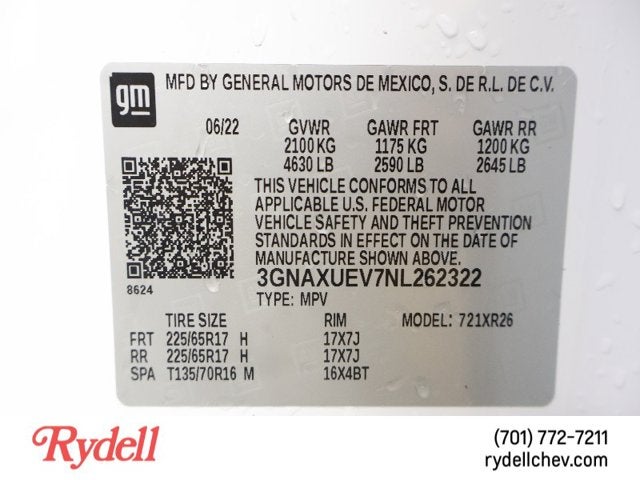 gm MFD BY GENERAL MOTORS DE MEXICO, S. DE R.L. DE C.V.
06/22 GVWR GAWR FRT GAWR RR
2100 KG 1175 KG 1200 KG
4630 LB 2590 LB 2645 LB
THIS VEHICLE CONFORMS TO ALL
APPLICABLE U.S. FEDERAL MOTOR
VEHICLE SAFETY AND THEFT PREVENTION
STANDARDS IN EFFECT ON THE DATE OF
MANUFACTURE SHOWN ABOVE.
3GNAXUEV7NL262322
8624
TYPE: MPV
TIRE SIZE RIM MODEL: 721XR26
FRT 225/65R17 H 17X7J
RR 225/65R17 H 17X7J
SPA T135/70R16 M 16X4BT
Rydell
(701) 772-7211
rydellchev.com